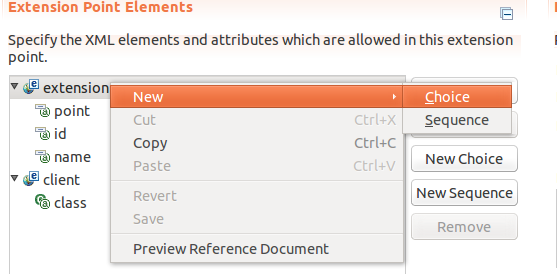 Extension Point Elements
Specify the XML elements and attributes which are allowed in this extension
point.
extension
point
id
name
client
class
New
Cut Ctrl+X
Copy Ctrl+C
Paste Ctrl+V
Revert
Save
Preview Reference Document
Choice
Sequence
New Choice
New Sequence
Remove